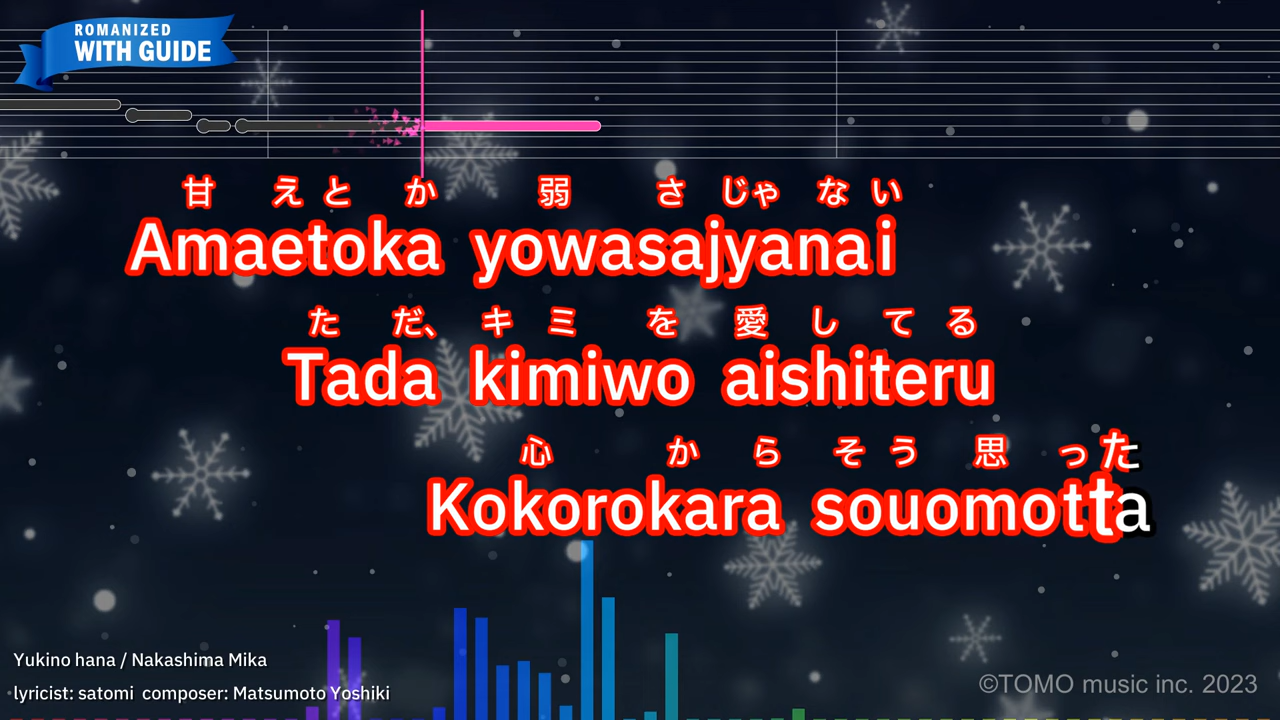 ROMANIZED
WITH GUIDE
甘えとか弱さじゃない
Amaetoka yowasajyanai
ただ、キミを愛してる
Tada kimiwo aishiteru
心からそう思った
Kokorokara souomotta
Yukino hana / Nakashima Mika
lyricist: satomi composer: Matsumoto Yoshiki
©TOMO music inc. 2023